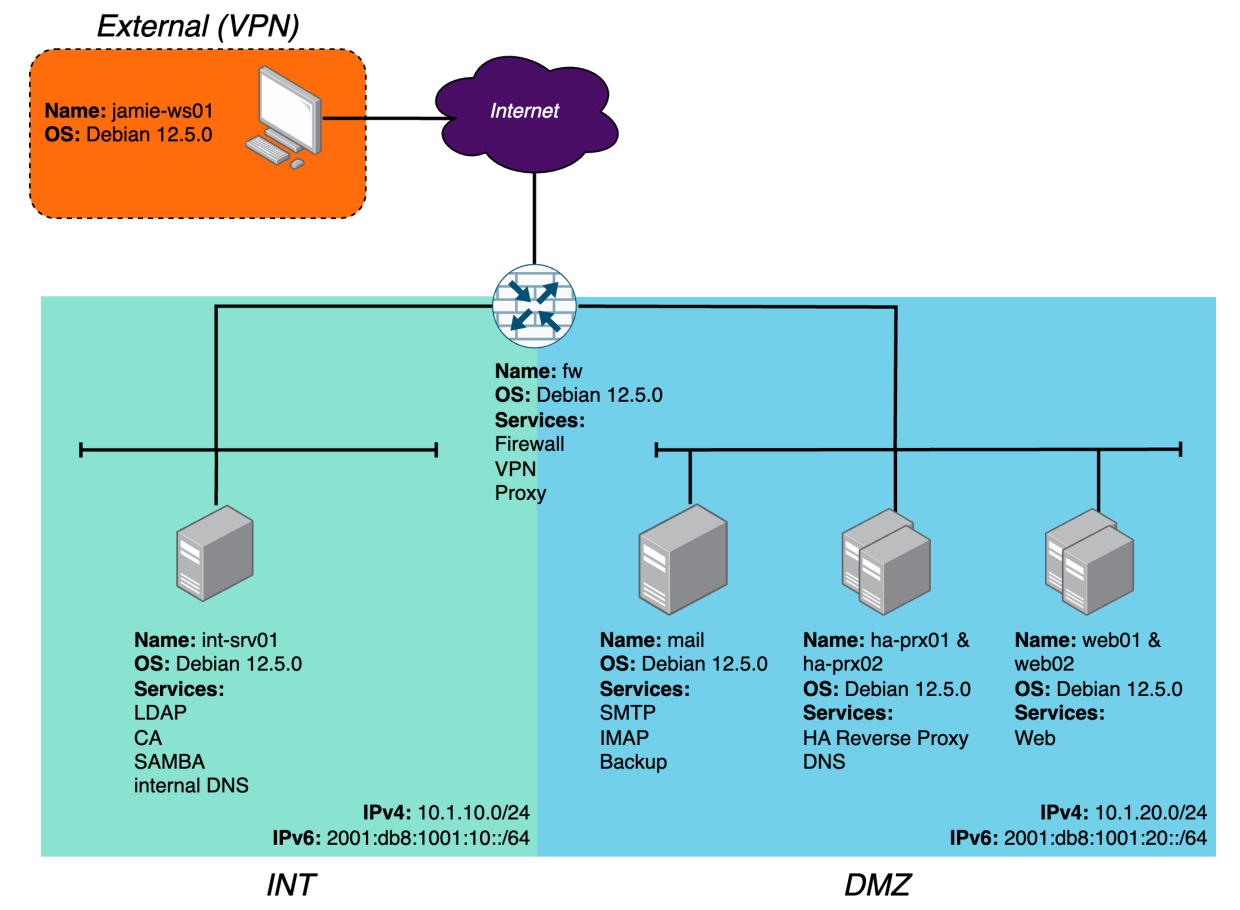 External (VPN)
Name: jamie-ws01
OS: Debian 12.5.0
Internet
Name: fw
OS: Debian 12.5.0
Services:
Firewall
VPN
Proxy
Name: int-srv01
OS: Debian 12.5.0
Services:
LDAP
CA
SAMBA
internal DNS
IPv4: 10.1.10.0/24
IPv6: 2001:db8:1001:10::/64
INT
Name: mail
OS: Debian 12.5.0
Services:
SMTP
IMAP
Backup
Name: ha-prx01 &
ha-prx02
OS: Debian 12.5.0
Services:
HA Reverse Proxy
DNS
Name: web01 &
web02
OS: Debian 12.5.0
Services:
Web
IPv4: 10.1.20.0/24
IPv6: 2001:db8:1001:20::/64
DMZ